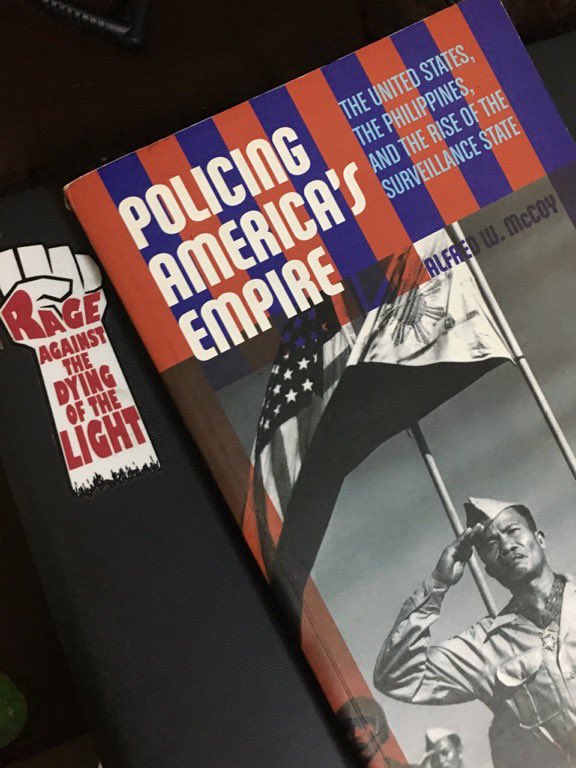 POLICING
AMERICA'S
EMPIRE
THE UNITED STATES,
THE PHILIPPINES,
AND THE RISE OF THE
SURVEILLANCE STATE
ALFRED W. McCOY
RAGE
AGAINST
THE
DYING
OF THE
LIGHT